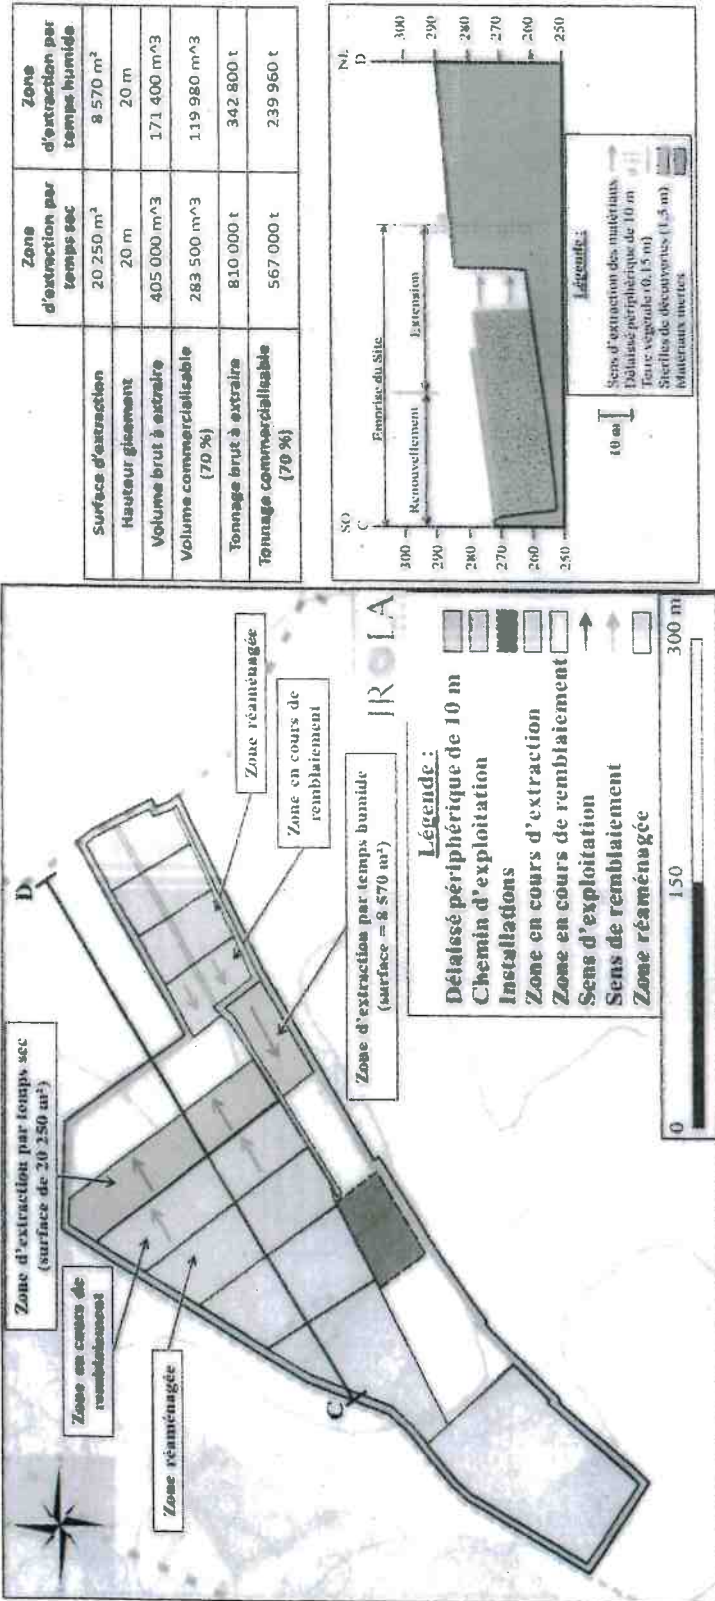 Zone d'extraction par temps sec
(surface de 20 250 m²)
Zone en cours de
remblaiement
Zone réaménagée
C
D
Zone réaménagée
Zone en cours de
remblaiement
Zone d'extraction par temps humide
(surface = 8 570 m²)
Légende :
Délaissé périphérique de 10 m
Chemin d'exploitation
Installations
Zone en cours d'extraction
Zone en cours de remblaiement
Sens d'exploitation
Sens de remblaiement
Zone réaménagée
0
150
300 m
Zone
d'extraction par
temps sec
Zone
d'extraction par
temps humide
Surface d'extraction
20 250 m²
8 570 m²
Hauteur gisement
20 m
20 m
Volume brut à extraire
405 000 m^3
171 400 m^3
Volume commercialisable
(70 %)
283 500 m^3
119 980 m^3
Tonnage brut à extraire
810 000 t
342 800 t
Tonnage commercialisable
(70 %)
567 000 t
239 960 t
SO
C
D
Emprise du Site
Renouvellement
Extension
300
290
280
270
260
250
300
290
280
270
260
250
10 m
Légende :
Sens d'extraction des matériaux
Délaissé périphérique de 10 m
Terre végétale (0,15 m)
Stériles de découvertes (1,5 m)
Matériaux inertes